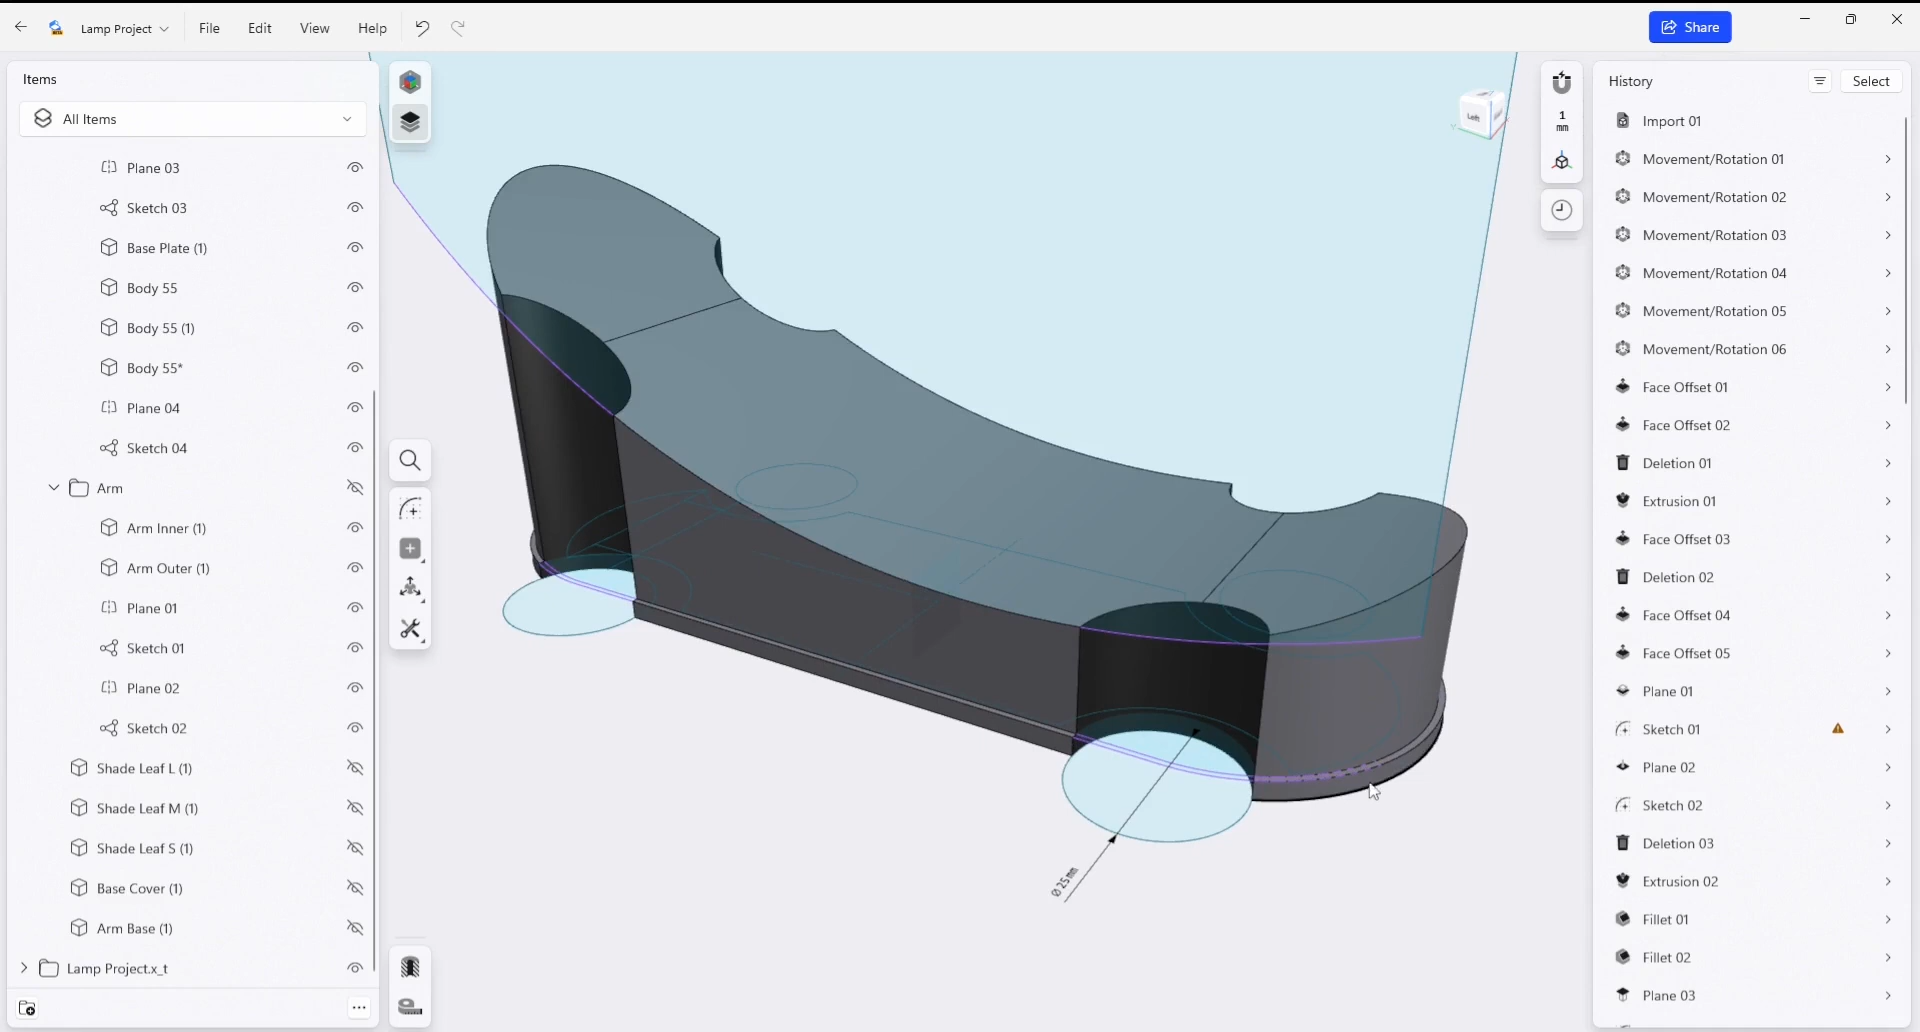 Lamp Project
File
Edit
View
Help
Share
Items
All Items
Plane 03
Sketch 03
Base Plate (1)
Body 55
Body 55 (1)
Body 55*
Plane 04
Sketch 04
Arm
Arm Inner (1)
Arm Outer (1)
Plane 01
Sketch 01
Plane 02
Sketch 02
Shade Leaf L (1)
Shade Leaf M (1)
Shade Leaf S (1)
Base Cover (1)
Arm Base (1)
Lamp Project.x_t
Left
Ø 25 mm
1
mm
History
Select
Import 01
Movement/Rotation 01
Movement/Rotation 02
Movement/Rotation 03
Movement/Rotation 04
Movement/Rotation 05
Movement/Rotation 06
Face Offset 01
Face Offset 02
Deletion 01
Extrusion 01
Face Offset 03
Deletion 02
Face Offset 04
Face Offset 05
Plane 01
Sketch 01
Plane 02
Sketch 02
Deletion 03
Extrusion 02
Fillet 01
Fillet 02
Plane 03